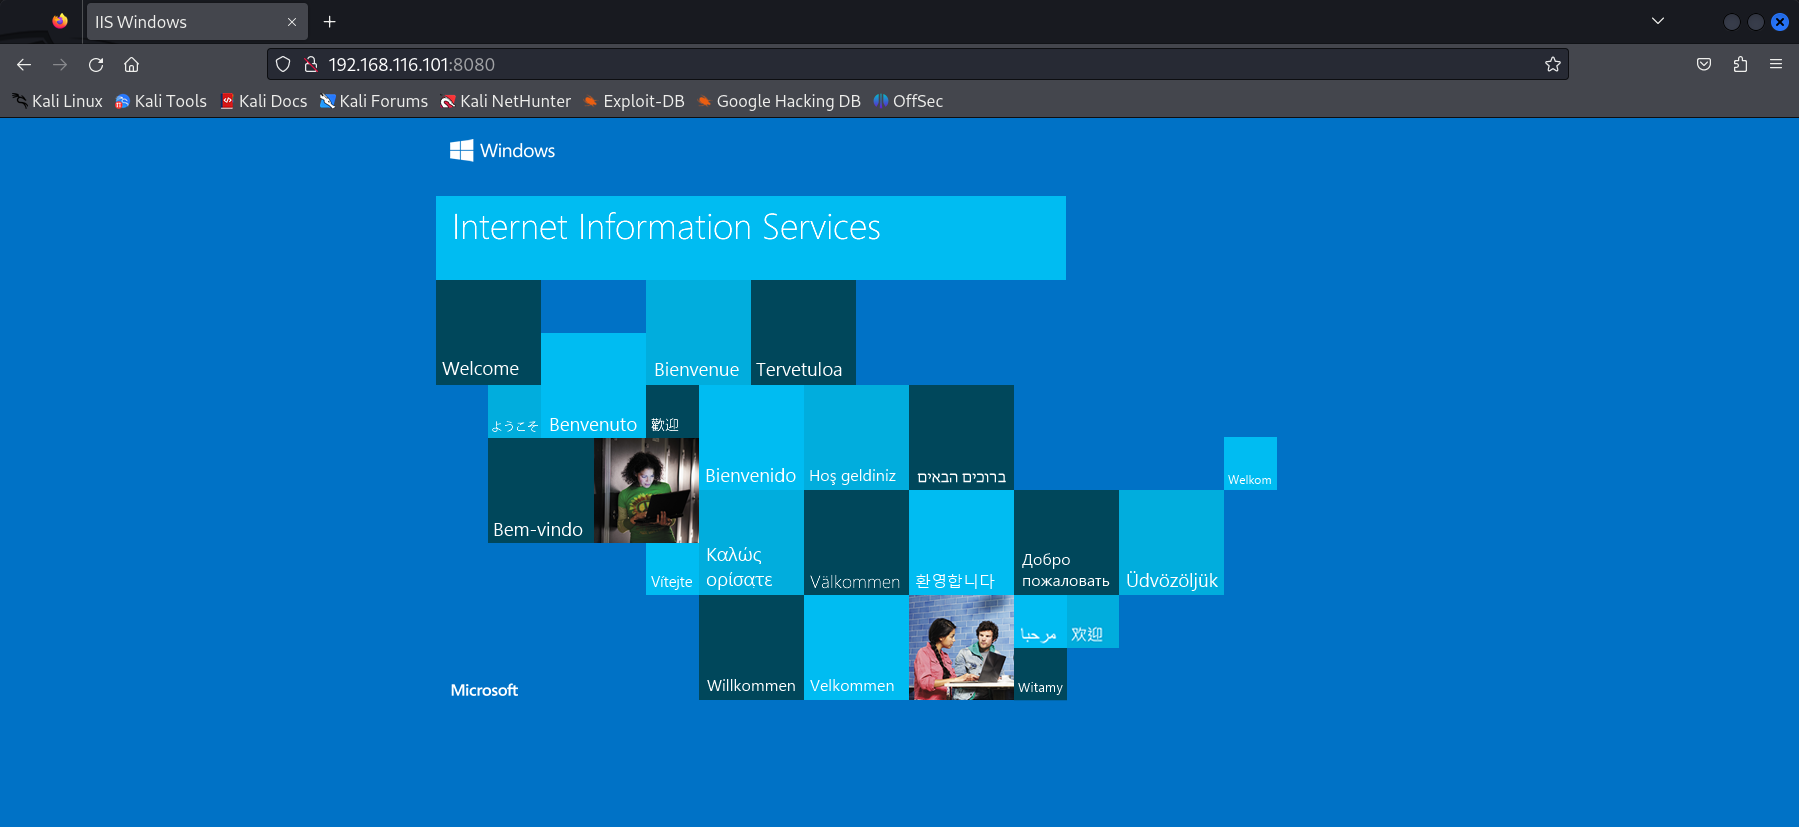 IIS Windows
192.168.116.101:8080
Kali Linux
Kali Tools
Kali Docs
Kali Forums
Kali NetHunter
Exploit-DB
Google Hacking DB
OffSec
Windows
Internet Information Services
Welcome
Bienvenue
Tervetuloa
ようこそ
Benvenuto
歡迎
Bienvenido
Hoş geldiniz
ברוכים הבאים
Welkom
Bem-vindo
Vítejte
Καλώς
ορίσατε
Välkommen
환영합니다
Добро
пожаловать
Üdvözöljük
مرحبا
欢迎
Willkommen
Velkommen
Witamy
Microsoft